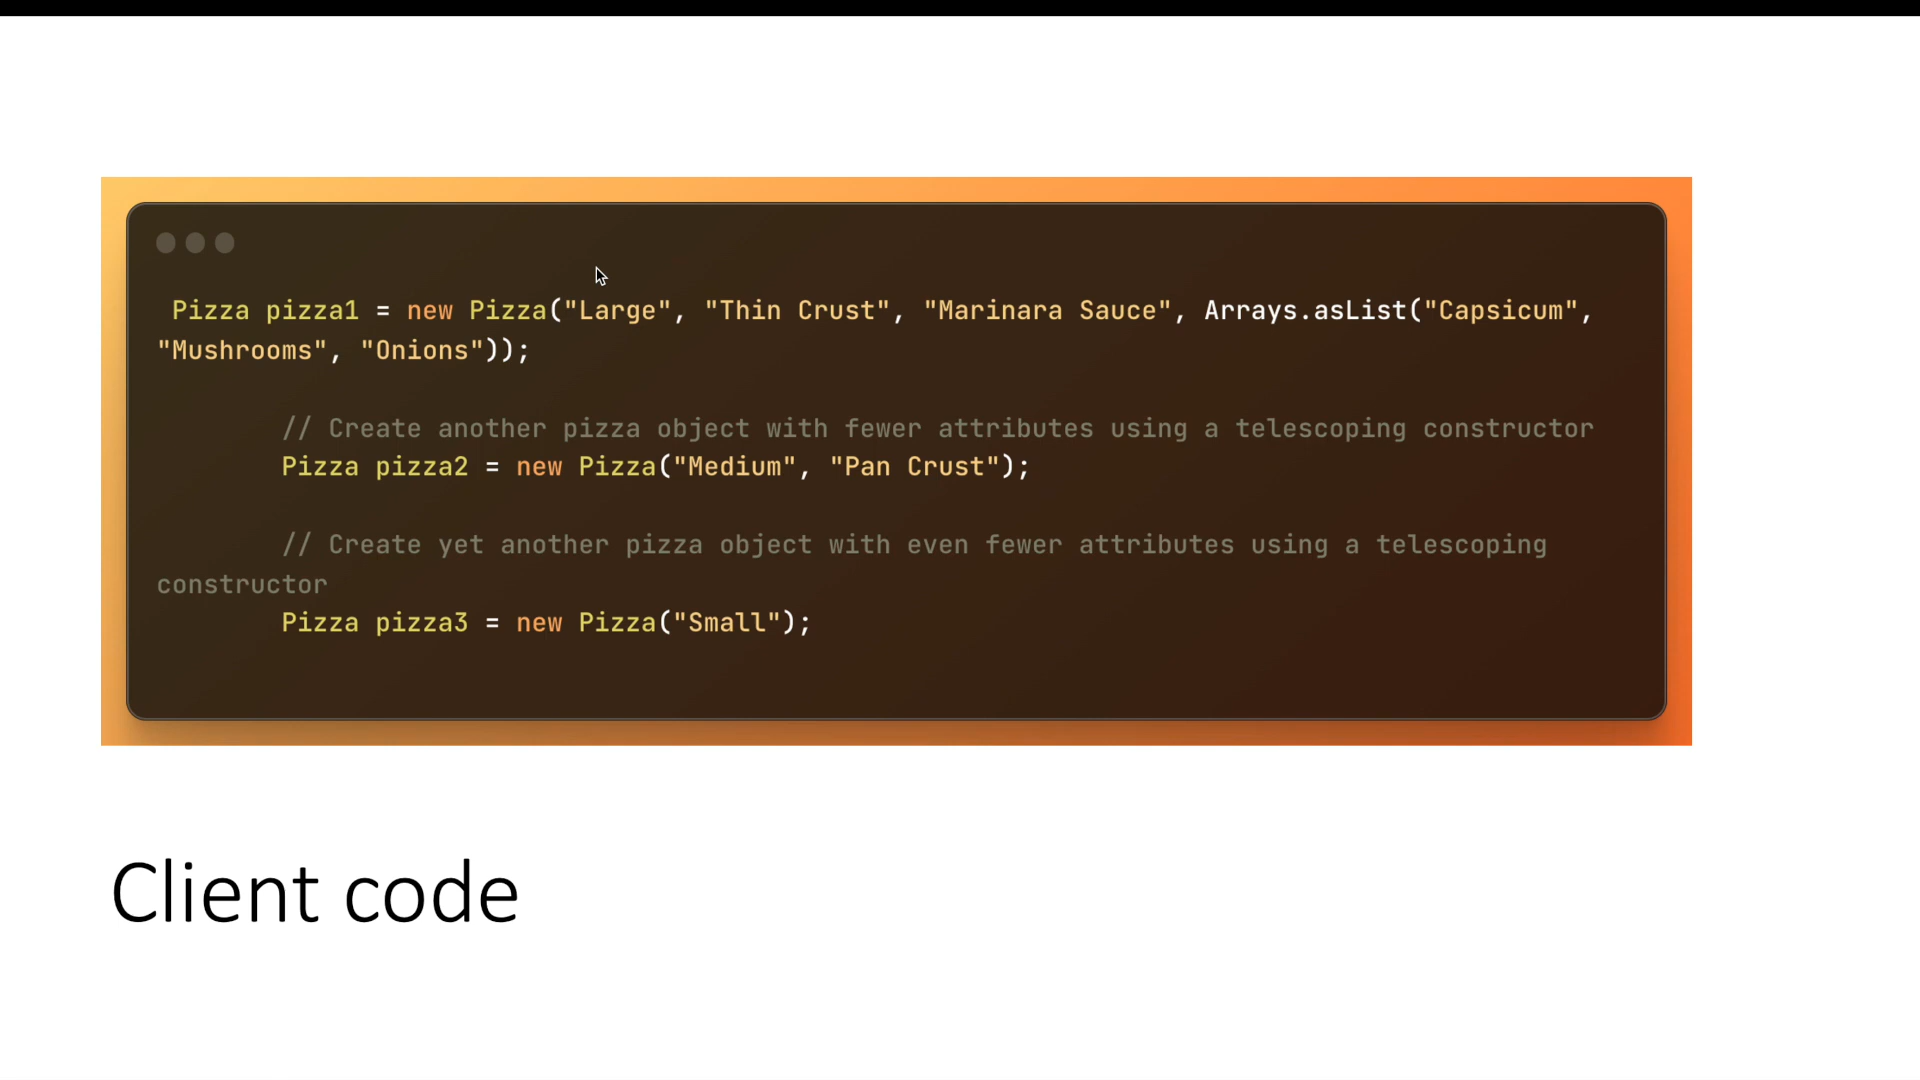 Pizza pizza1 = new Pizza("Large", "Thin Crust", "Marinara Sauce", Arrays.asList("Capsicum",
"Mushrooms", "Onions"));
// Create another pizza object with fewer attributes using a telescoping constructor
Pizza pizza2 = new Pizza("Medium", "Pan Crust");
// Create yet another pizza object with even fewer attributes using a telescoping
constructor
Pizza pizza3 = new Pizza("Small");
Client code